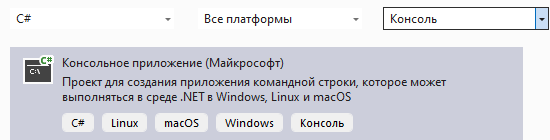 C# Все платформы Консоль
C#
C:\
Консольное приложение (Майкрософт)
Проект для создания приложения командной строки, которое может
выполняться в среде .NET в Windows, Linux и macOS
C# Linux macOS Windows Консоль